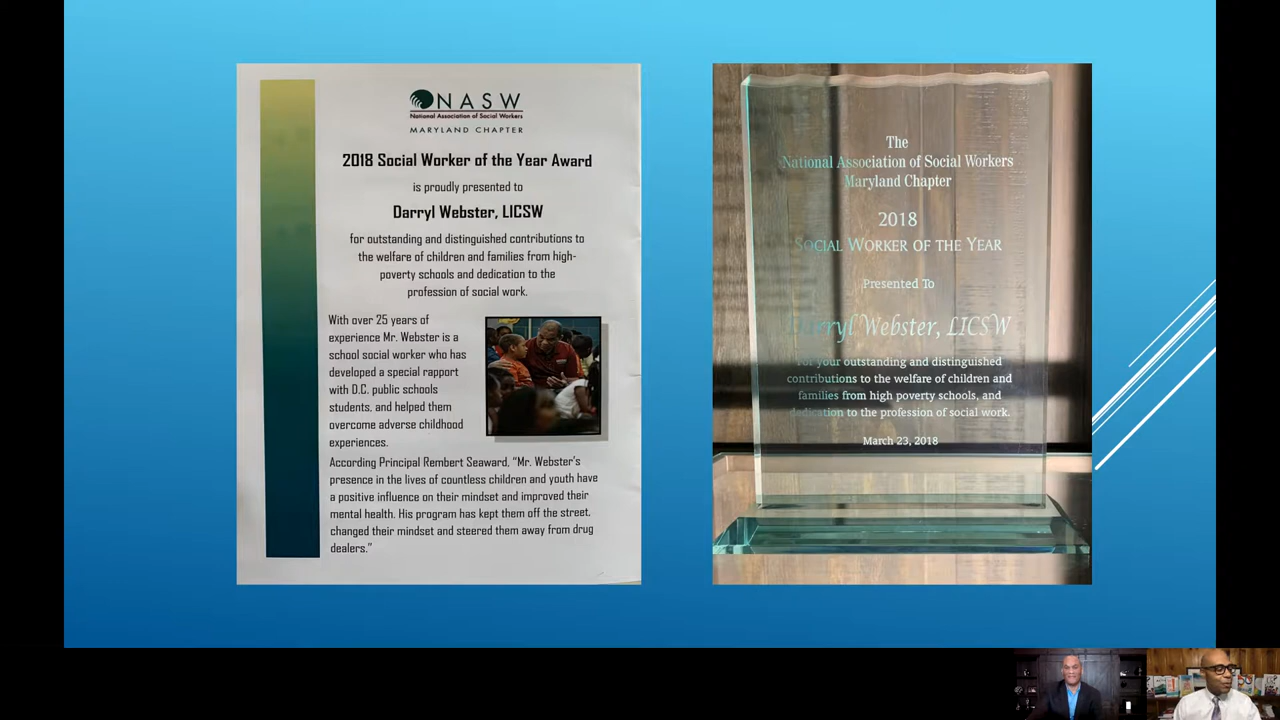 NASW
National Association of Social Workers
MARYLAND CHAPTER
2018 Social Worker of the Year Award
is proudly presented to
Darryl Webster, LICSW
for outstanding and distinguished contributions to
the welfare of children and families from high-
poverty schools and dedication to the
profession of social work.
With over 25 years of
experience Mr. Webster is a
school social worker who has
developed a special rapport
with D.C. public schools
students, and helped them
overcome adverse childhood
experiences.
According Principal Rembert Seaward, “Mr. Webster's
presence in the lives of countless children and youth have
a positive influence on their mindset and improved their
mental health. His program has kept them off the street,
changed their mindset and steered them away from drug
dealers.”
The
National Association of Social Workers
Maryland Chapter
2018
SOCIAL WORKER OF THE YEAR
Presented To
Darryl Webster, LICSW
For your outstanding and distinguished
contributions to the welfare of children and
families from high poverty schools, and
dedication to the profession of social work.
March 23, 2018